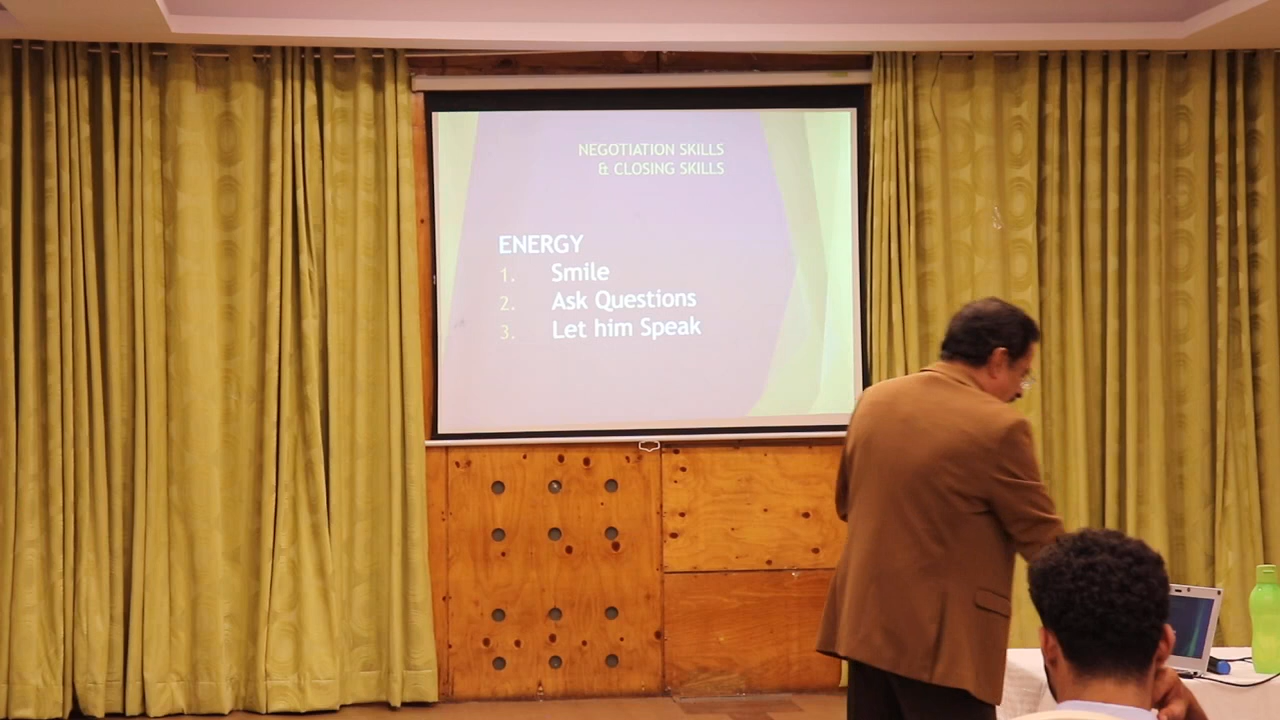 NEGOTIATION SKILLS
& CLOSING SKILLS
ENERGY
1. Smile
2. Ask Questions
3. Let him Speak